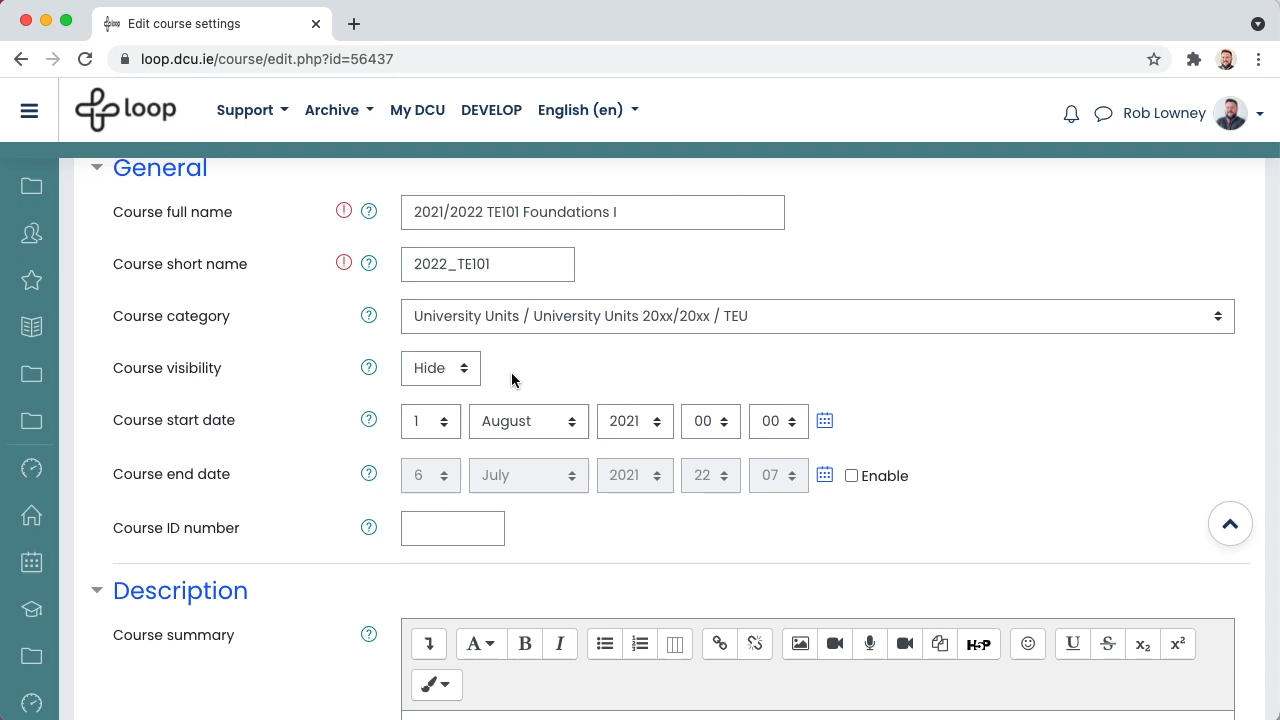 Edit course settings
loop.dcu.ie/course/edit.php?id=56437
loop Support Archive My DCU DEVELOP English (en) Rob Lowney
General
Course full name 2021/2022 TE101 Foundations I
Course short name 2022_TE101
Course category University Units / University Units 20xx/20xx / TEU
Course visibility Hide
Course start date 1 August 2021 00 00
Course end date 6 July 2021 22 07 Enable
Course ID number
Description
Course summary
A B I H-P U S x₂ x²